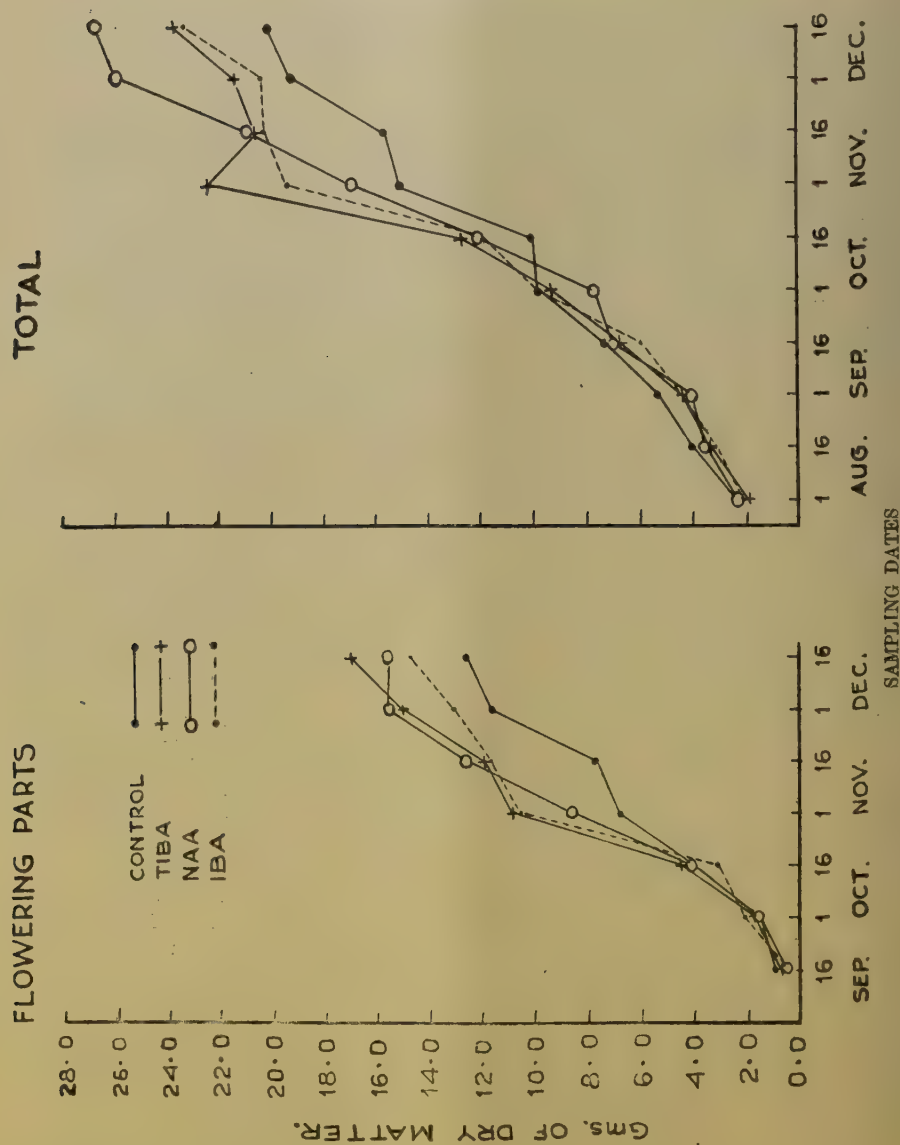 FLOWERING PARTS
TOTAL
CONTROL
TIBA
NAA
IBA
28·0
26·0
24·0
22·0
20·0
18·0
16·0
14·0
12·0
10·0
8·0
6·0
4·0
2·0
0·0
Gms. OF DRY MATTER.
16 1 16 1 16 1 16
SEP. OCT. NOV. DEC.
1 16 1 16 1 16 1 16 1 16
AUG. SEP. OCT. NOV. DEC.
SAMPLING DATES